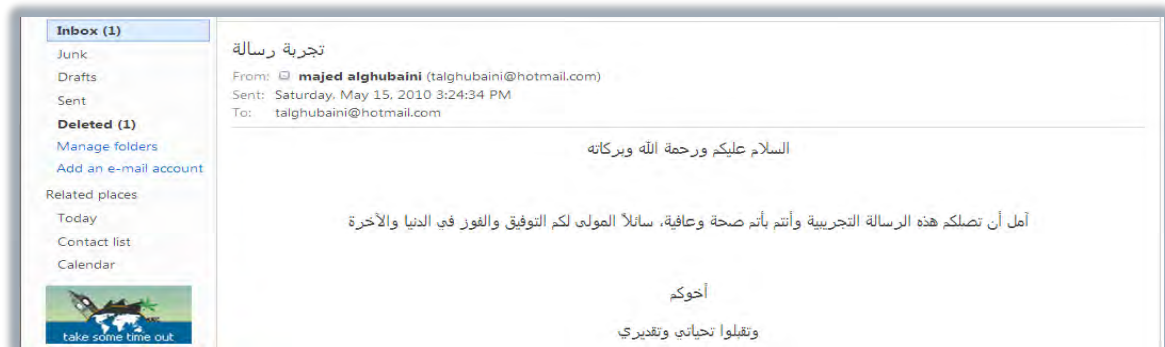 Inbox (1)
Junk
Drafts
Sent
Deleted (1)
Manage folders
Add an e-mail account
Related places
Today
Contact list
Calendar
take some time out
تجربة رسالة
From: majed alghubaini (talghubaini@hotmail.com)
Sent: Saturday, May 15, 2010 3:24:34 PM
To: talghubaini@hotmail.com
السلام عليكم ورحمة الله وبركاته
آمل أن تصلكم هذه الرسالة التجريبية وأنتم بأتم صحة وعافية، سائلاً المولى لكم التوفيق والفوز في الدنيا والآخرة
أخوكم
وتقبلوا تحياتي وتقديري